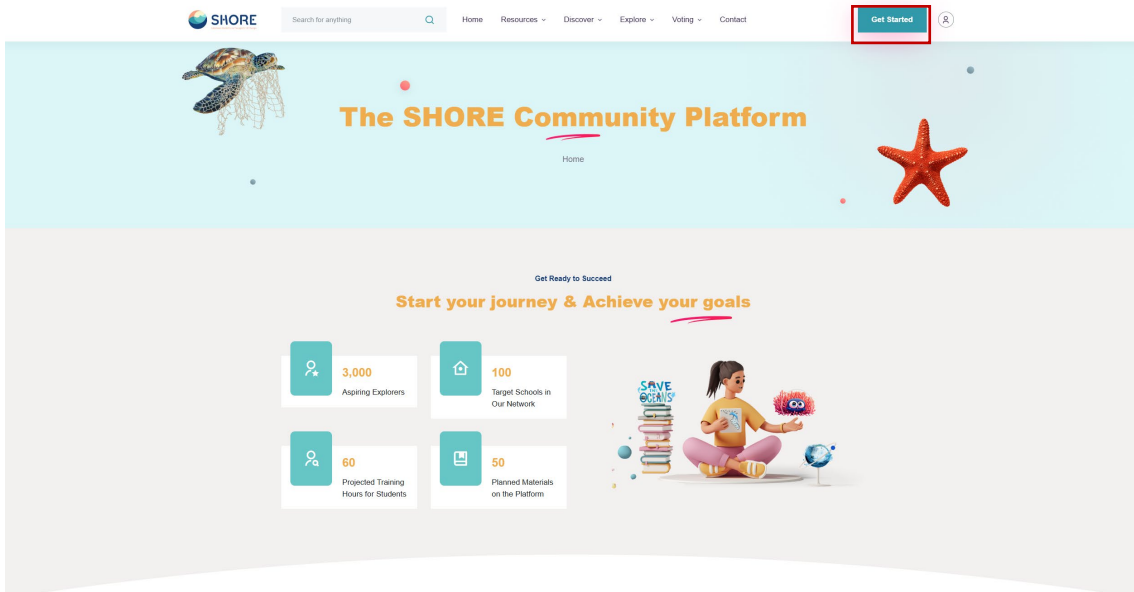 SHORE
Search for anything
Home
Resources
Discover
Explore
Voting
Contact
Get Started
The SHORE Community Platform
Home
Get Ready to Succeed
Start your journey & Achieve your goals
3,000
Aspiring Explorers
100
Target Schools in
Our Network
60
Projected Training
Hours for Students
50
Planned Materials
on the Platform
SAVE
THE
OCEANS